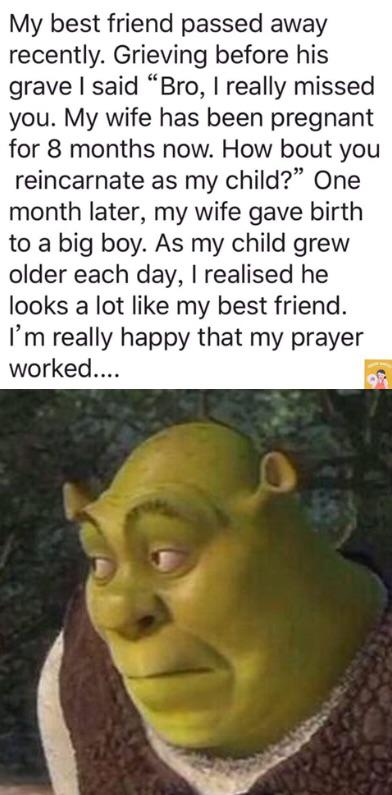 My best friend passed away
recently. Grieving before his
grave I said “Bro, I really missed
you. My wife has been pregnant
for 8 months now. How bout you
reincarnate as my child?” One
month later, my wife gave birth
to a big boy. As my child grew
older each day, I realised he
looks a lot like my best friend.
I’m really happy that my prayer
worked....